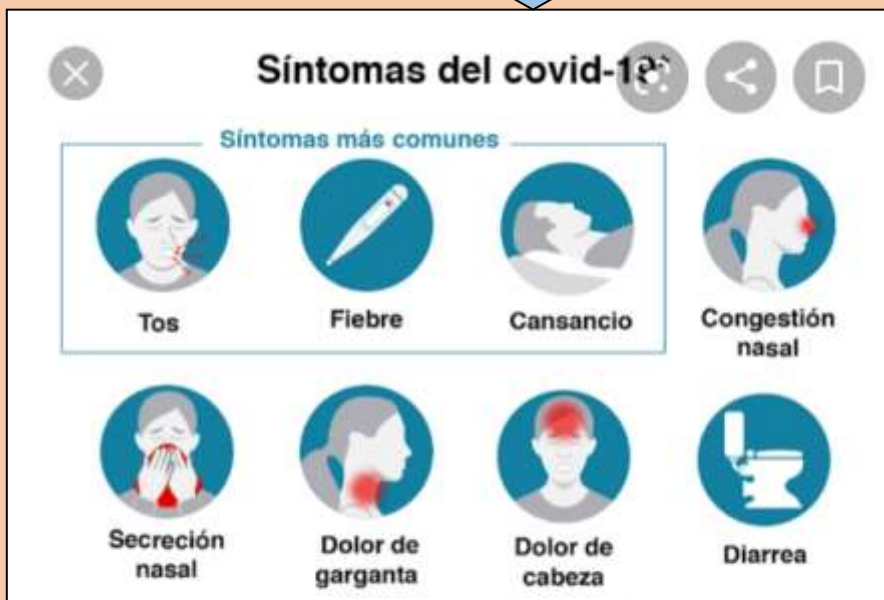 Síntomas del covid-19*
Síntomas más comunes
Tos
Fiebre
Cansancio
Congestión
nasal
Secreción
nasal
Dolor de
garganta
Dolor de
cabeza
Diarrea